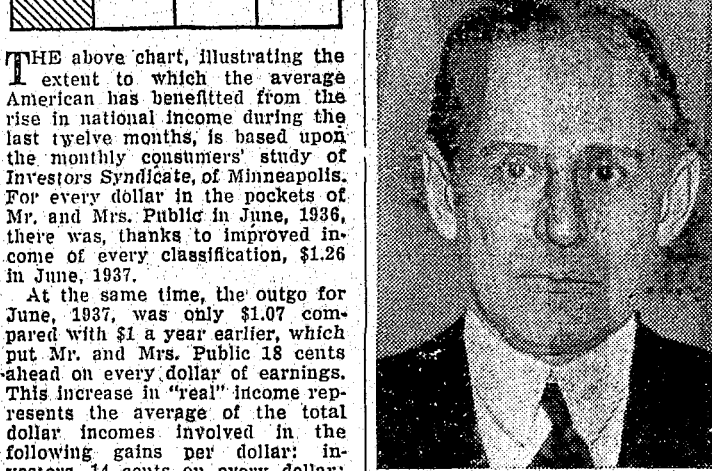 THE above chart, illustrating the
extent to which the average
American has benefitted from the
rise in national income during the
last twelve months, is based upon
the monthly consumers' study of
Investors Syndicate, of Minneapolis.
For every dollar in the pockets of
Mr. and Mrs. Public in June, 1936,
there was, thanks to improved in-
come of every classification, $1.26
in June, 1937.
At the same time, the outgo for
June, 1937, was only $1.07 com-
pared with $1 a year earlier, which
put Mr. and Mrs. Public 18 cents
ahead on every dollar of earnings.
This increase in "real" income rep-
resents the average of the total
dollar incomes involved in the
following gains per dollar: in-
vestors, 14 cents on every dollar;